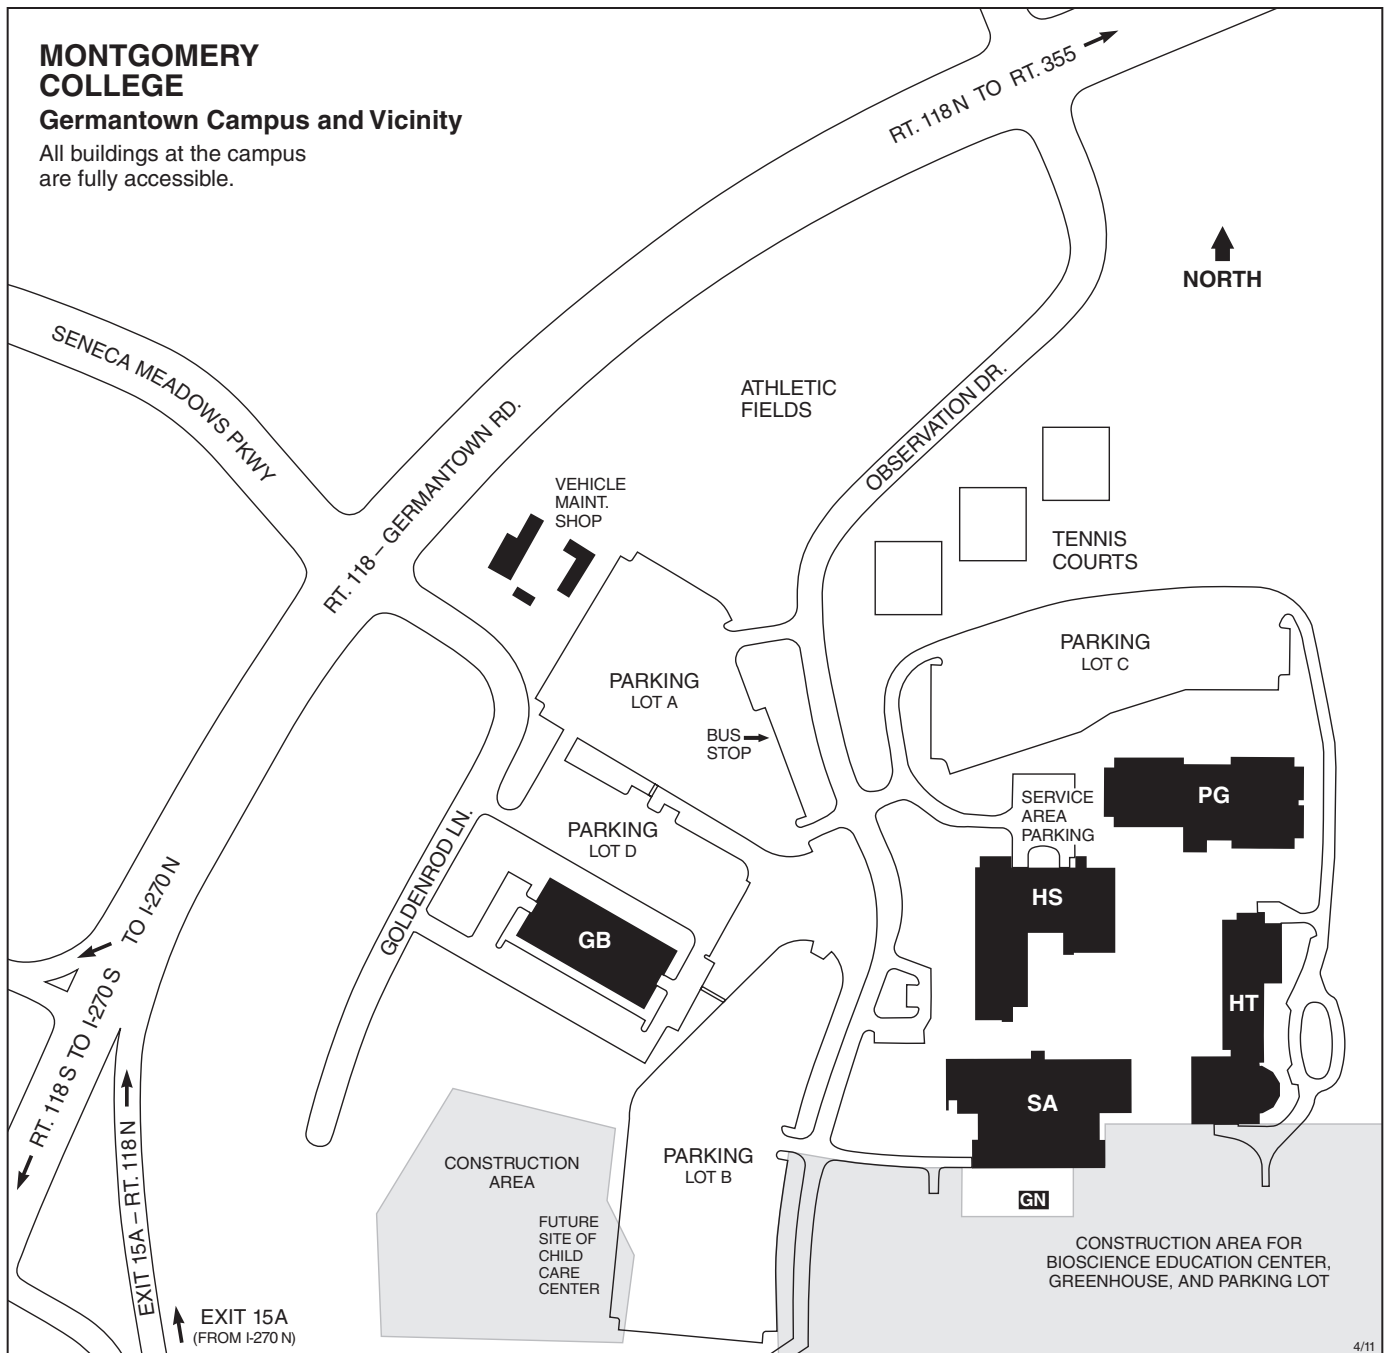 MONTGOMERY
COLLEGE
Germantown Campus and Vicinity
All buildings at the campus
are fully accessible.
RT. 118 N TO RT. 355
NORTH
SENECA MEADOWS PKWY
ATHLETIC
FIELDS
OBSERVATION DR.
RT. 118 – GERMANTOWN RD.
VEHICLE
MAINT.
SHOP
TENNIS
COURTS
PARKING
LOT C
PARKING
LOT A
BUS
STOP
SERVICE
AREA
PARKING
PG
PARKING
LOT D
GOLDENROD LN.
HS
GB
TO I-270 N
HT
RT. 118 S TO I-270 S
SA
EXIT 15A – RT. 118 N
CONSTRUCTION
AREA
PARKING
LOT B
GN
FUTURE
SITE OF
CHILD
CARE
CENTER
CONSTRUCTION AREA FOR
BIOSCIENCE EDUCATION CENTER,
GREENHOUSE, AND PARKING LOT
EXIT 15A
(FROM I-270 N)
4/11